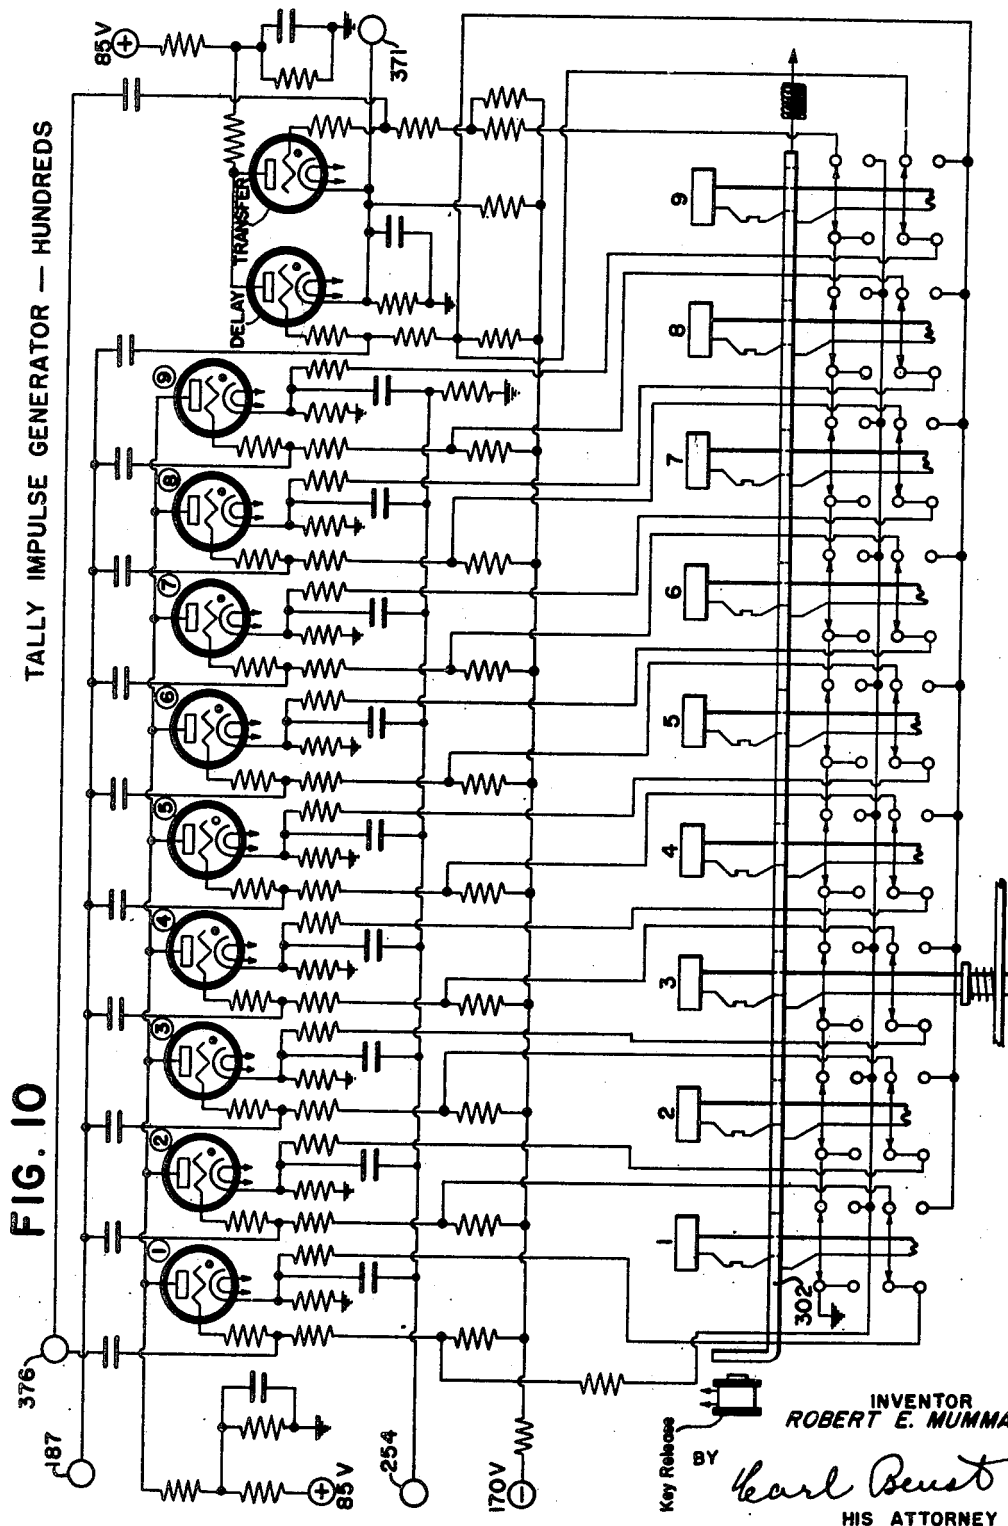 FIG. 10
TALLY IMPULSE GENERATOR — HUNDREDS
376
187
1
2
3
4
5
6
7
8
9
DELAY
TRANSFER
85V
+
371
85V
+
254
170V
−
1
2
3
4
5
6
7
8
9
302
Key Release
INVENTOR
ROBERT E. MUMMA
BY
Earl Beust
HIS ATTORNEY